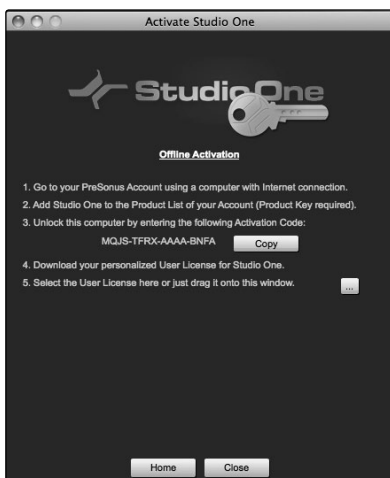 Activate Studio One
Studio One
Offline Activation
1. Go to your PreSonus Account using a computer with Internet connection.
2. Add Studio One to the Product List of your Account (Product Key required).
3. Unlock this computer by entering the following Activation Code:
MQJS-TFRX-AAAA-BNFA Copy
4. Download your personalized User License for Studio One.
5. Select the User License here or just drag it onto this window. ...
Home Close